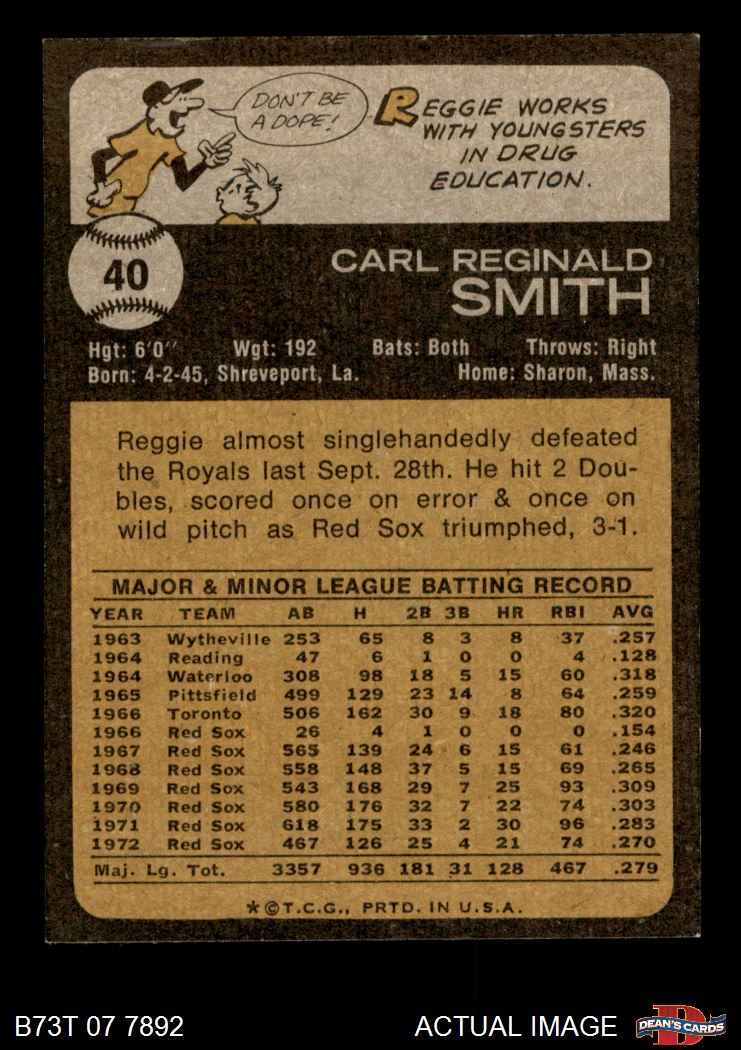 DON'T BE
A DOPE!
REGGIE WORKS
WITH YOUNGSTERS
IN DRUG
EDUCATION.
40
CARL REGINALD
SMITH
Hgt: 6'0" Wgt: 192 Bats: Both Throws: Right
Born: 4-2-45, Shreveport, La. Home: Sharon, Mass.
Reggie almost singlehandedly defeated
the Royals last Sept. 28th. He hit 2 Dou-
bles, scored once on error & once on
wild pitch as Red Sox triumphed, 3-1.
MAJOR & MINOR LEAGUE BATTING RECORD
YEAR TEAM AB H 2B 3B HR RBI AVG
1963 Wytheville 253 65 8 3 8 37 .257
1964 Reading 47 6 1 0 0 4 .128
1964 Waterloo 308 98 18 5 15 60 .318
1965 Pittsfield 499 129 23 14 8 64 .259
1966 Toronto 506 162 30 9 18 80 .320
1966 Red Sox 26 4 1 0 0 0 .154
1967 Red Sox 565 139 24 6 15 61 .246
1968 Red Sox 558 148 37 5 15 69 .265
1969 Red Sox 543 168 29 7 25 93 .309
1970 Red Sox 580 176 32 7 22 74 .303
1971 Red Sox 618 175 33 2 30 96 .283
1972 Red Sox 467 126 25 4 21 74 .270
Maj. Lg. Tot. 3357 936 181 31 128 467 .279
*©T.C.G., PRTD. IN U.S.A.
B73T 07 7892 ACTUAL IMAGE DEAN'S CARDS